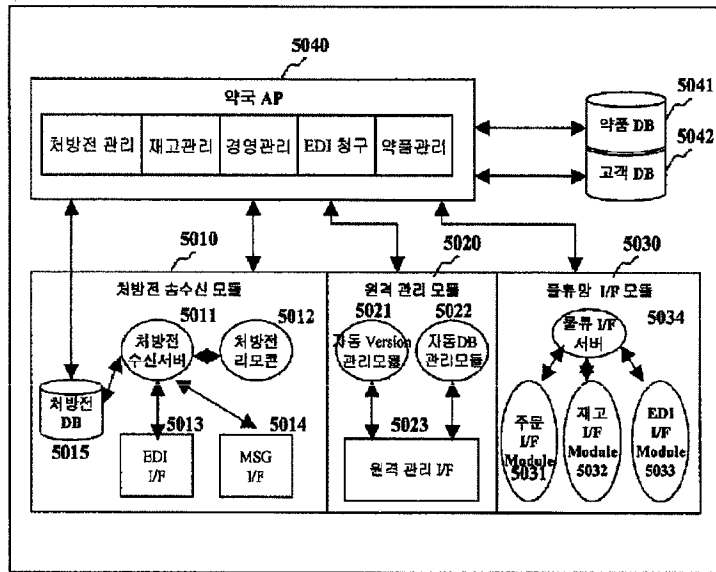 5040
약국 AP
처방전 관리
재고관리
경영관리
EDI 청구
약품관리
5041
약품 DB
5042
고객 DB
5010
처방전 송수신 모듈
5011
처방전
수신서버
5012
처방전
리모콘
처방전
DB
5015
5013
EDI
I/F
5014
MSG
I/F
5020
원격 관리 모듈
5021
자동 Version
관리모듈
5022
자동DB
관리모듈
5023
원격 관리 I/F
5030
물류망 I/F 모듈
물류 I/F
서버
5034
주문
I/F
Module
5031
재고
I/F
Module
5032
EDI
I/F
Module
5033